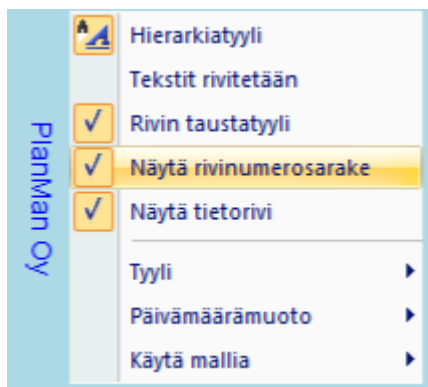 Hierarkiatyyli
Tekstit rivitetään
Rivin taustatyyli
Näytä rivinumerosarake
Näytä tietorivi
Tyyli
Päivämäärämuoto
Käytä mallia
PlanMan Oy